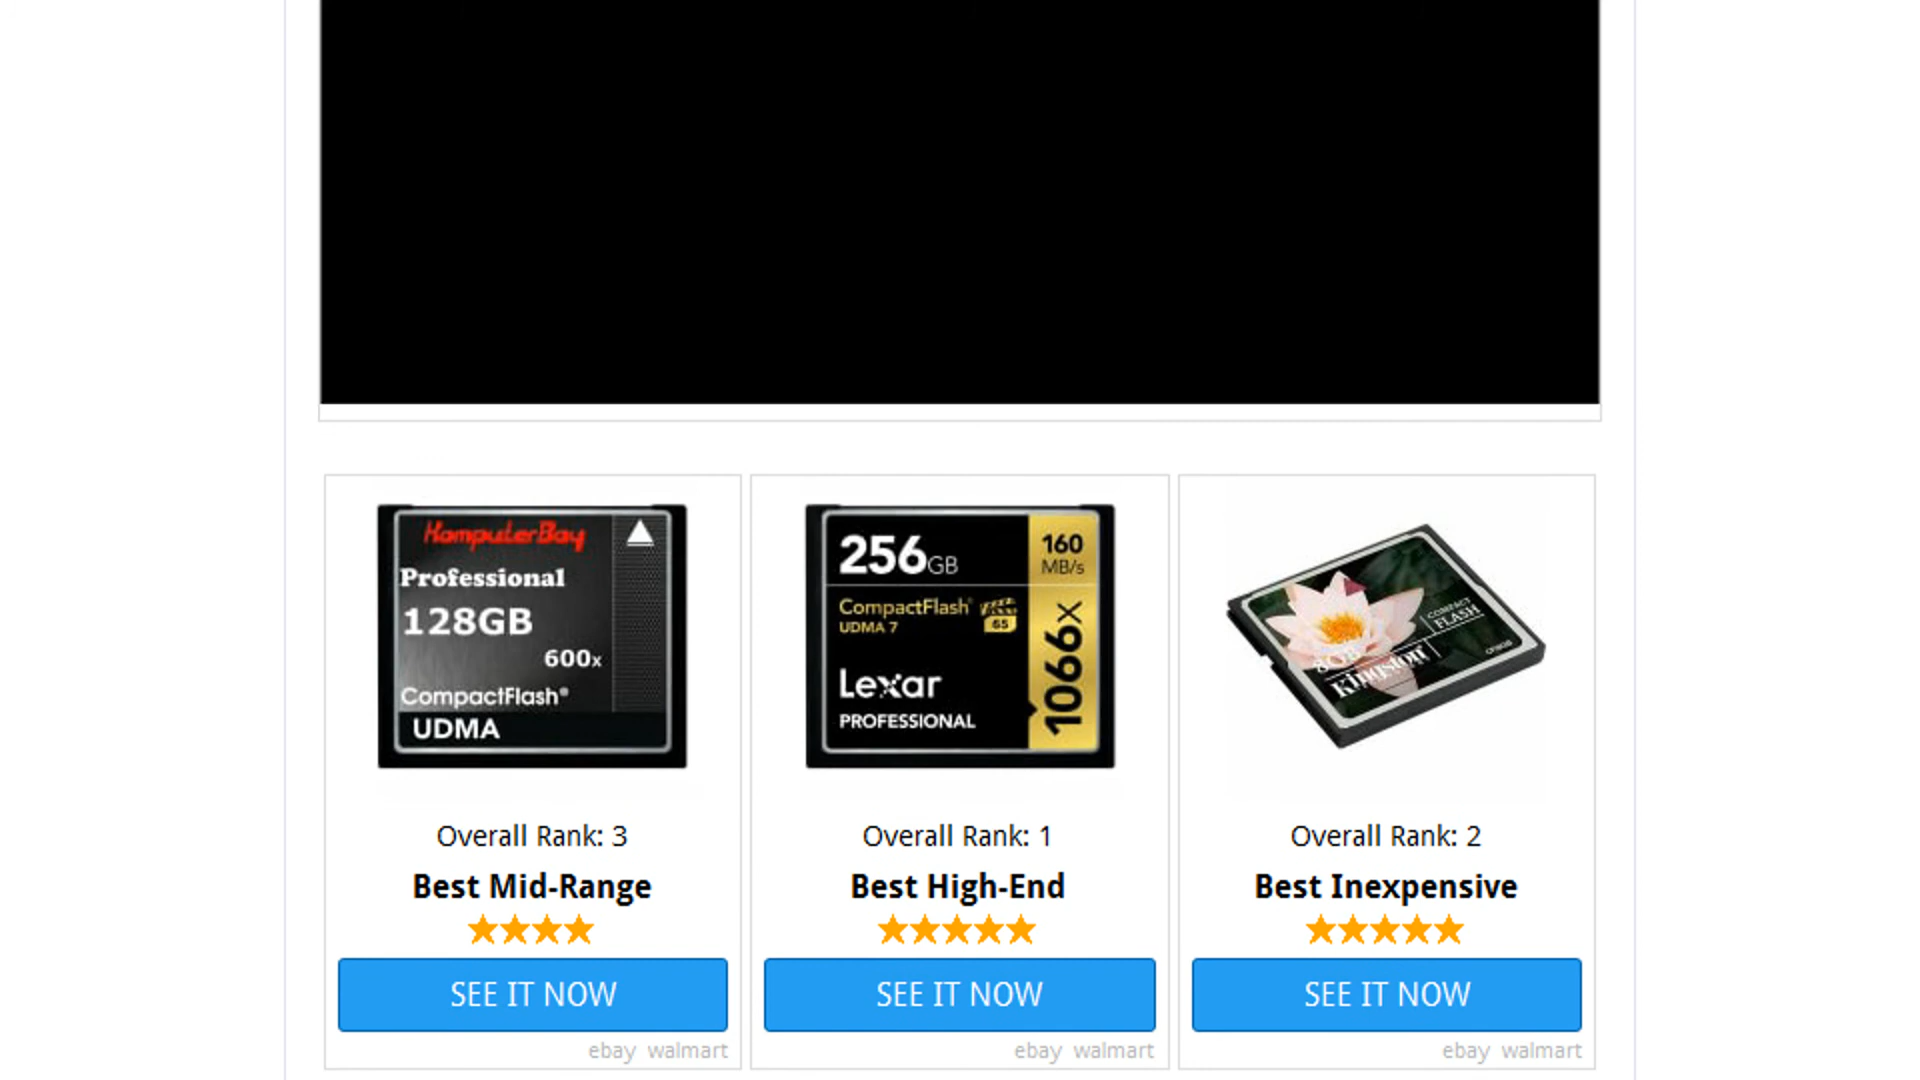 KomputerBay
Professional
128GB
600x
CompactFlash®
UDMA
Overall Rank: 3
Best Mid-Range
SEE IT NOW
ebay walmart
256GB
160
MB/s
CompactFlash®
UDMA 7
65
1066x
Lexar
PROFESSIONAL
Overall Rank: 1
Best High-End
SEE IT NOW
ebay walmart
COMPACT
FLASH
8GB
Kingston
Overall Rank: 2
Best Inexpensive
SEE IT NOW
ebay walmart